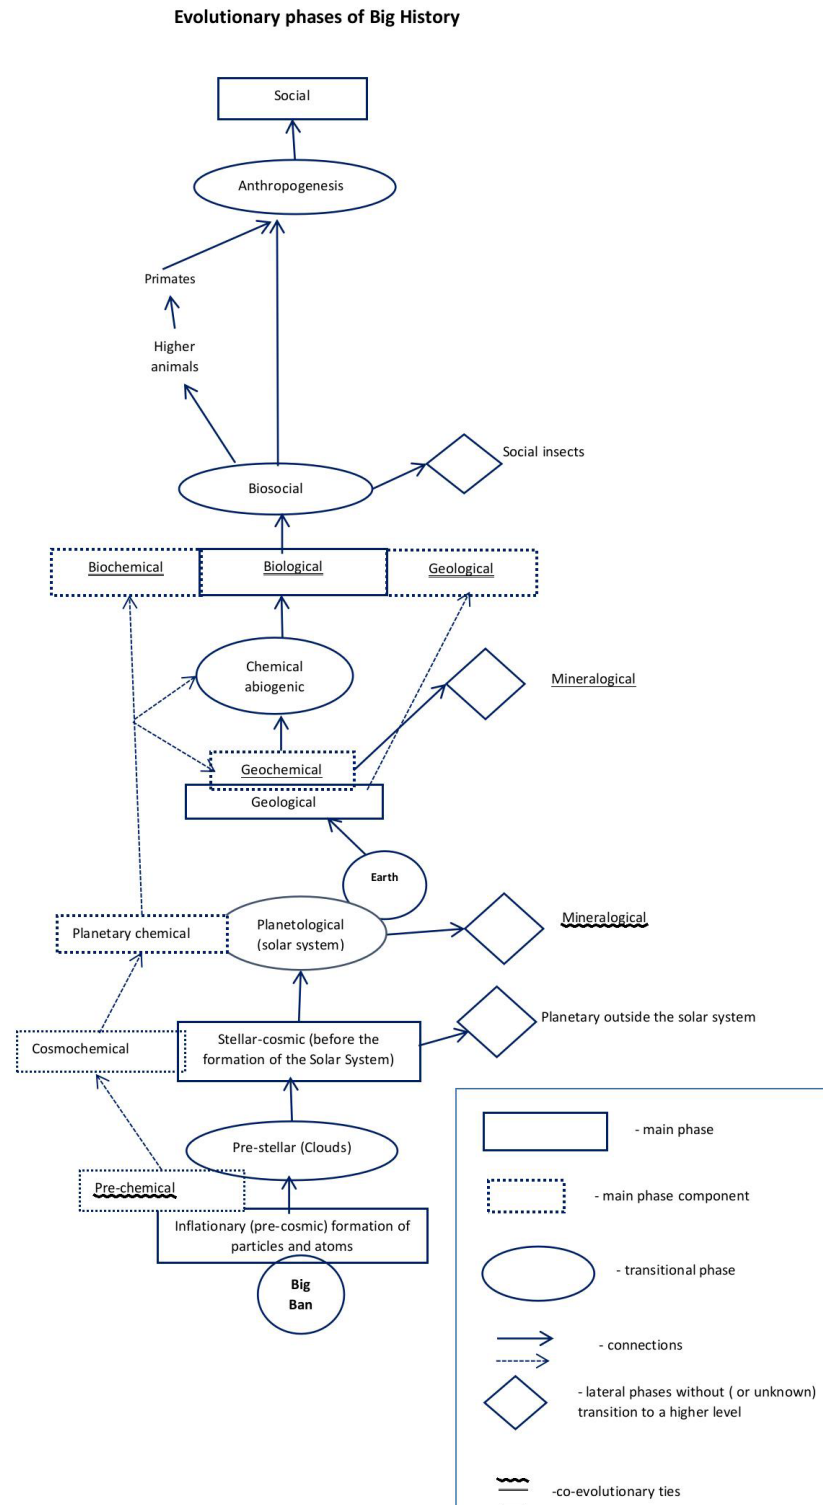 Evolutionary phases of Big History
Social
Anthropogenesis
Primates
Higher
animals
Social insects
Biosocial
Biochemical
Biological
Geological
Chemical
abiogenic
Mineralogical
Geochemical
Geological
Earth
Planetological
(solar system)
Mineralogical
Planetary chemical
Planetary outside the solar system
Stellar-cosmic (before the
formation of the Solar System)
Cosmochemical
Pre-stellar (Clouds)
Pre-chemical
Inflationary (pre-cosmic) formation of
particles and atoms
Big
Ban
- main phase
- main phase component
- transitional phase
- connections
- lateral phases without ( or unknown)
transition to a higher level
-co-evolutionary ties